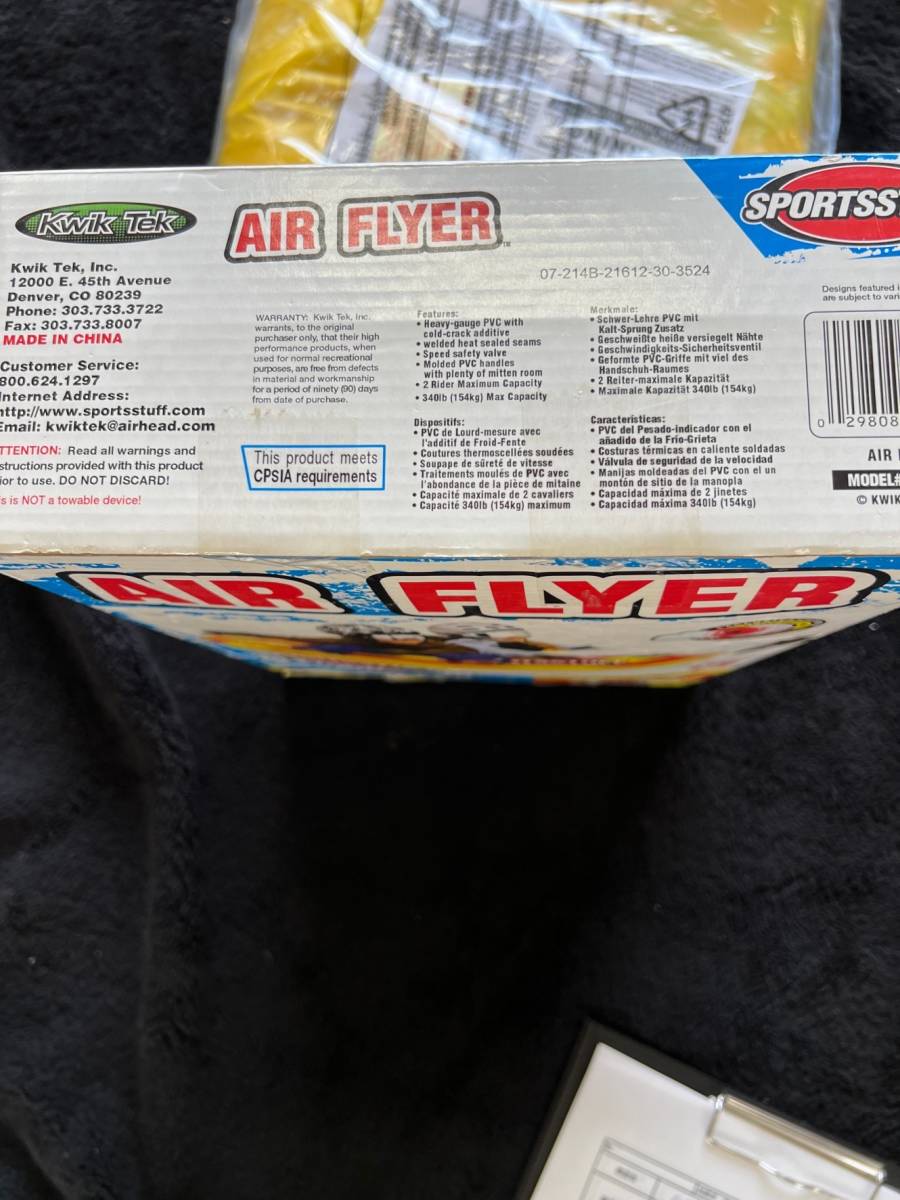 Kwik Tek
AIR FLYER
SPORTSS
Kwik Tek, Inc.
12000 E. 45th Avenue
Denver, CO 80239
Phone: 303.733.3722
Fax: 303.733.8007
MADE IN CHINA
Customer Service:
800.624.1297
Internet Address:
http://www.sportsstuff.com
Email: kwiktek@airhead.com
TTENTION: Read all warnings and
structions provided with this product
ior to use. DO NOT DISCARD!
s is NOT a towable device!
07-214B-21612-30-3524
WARRANTY: Kwik Tek, Inc.
warrants, to the original
purchaser only, that their high
performance products, when
used for normal recreational
purposes, are free from defects
in material and workmanship
for a period of ninety (90) days
from date of purchase.
This product meets
CPSIA requirements
Features:
• Heavy-gauge PVC with
cold-crack additive
• welded heat sealed seams
• Speed safety valve
• Molded PVC handles
with plenty of mitten room
• 2 Rider Maximum Capacity
• 340lb (154kg) Max Capacity
Dispositifs:
• PVC de Lourd-mesure avec
l'additif de Froid-Fente
• Coutures thermoscellées soudées
• Soupape de sûreté de vitesse
• Traitements moulés de PVC avec
l'abondance de la pièce de mitaine
• Capacité maximale de 2 cavaliers
• Capacité 340lb (154kg) maximum
Merkmale:
• Schwer-Lehre PVC mit
Kalt-Sprung Zusatz
• Geschweißte heiße versiegelt Nähte
• Geschwindigkeits-Sicherheitsventil
• Geformte PVC-Griffe mit viel des
Handschuh-Raumes
• 2 Reiter-maximale Kapazität
• Maximale Kapazität 340lb (154kg)
Características:
• PVC del Pesado-indicador con el
añadido de la Frío-Grieta
• Costuras térmicas en caliente soldadas
• Válvula de seguridad de la velocidad
• Manijas moldeadas del PVC con el un
montón de sitio de la manopla
• Capacidad máxima de 2 jinetes
• Capacidad máxima 340lb (154kg)
Designs featured
are subject to vari
0 29808
AIR
MODEL#
© KWIK
AIR FLYER